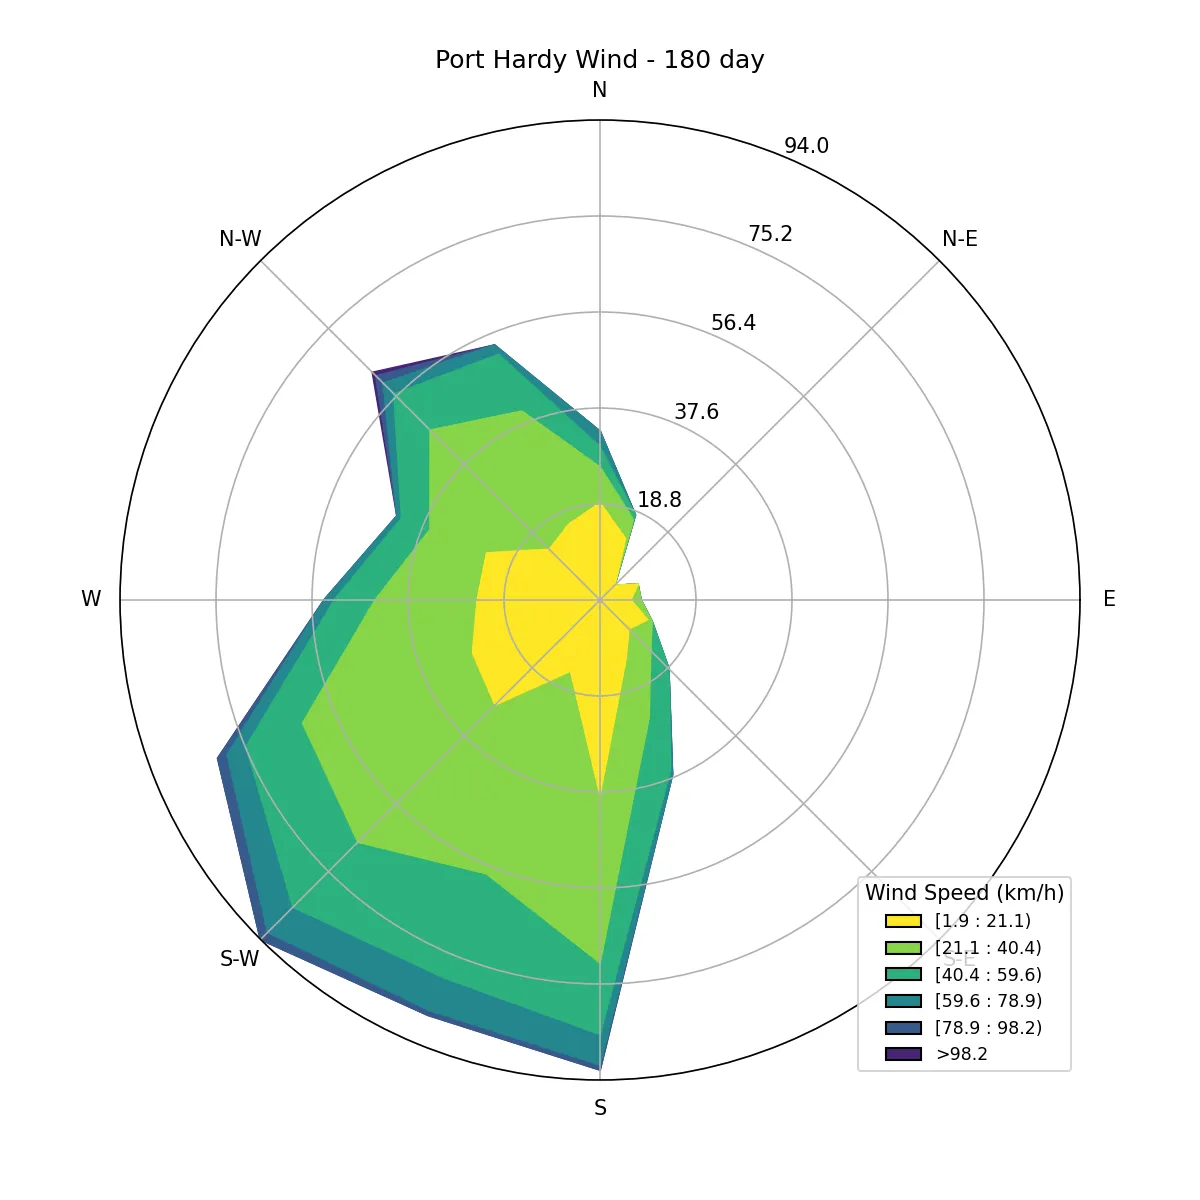 Port Hardy Wind - 180 day
N
94.0
75.2
N-W
N-E
56.4
37.6
18.8
W
E
Wind Speed (km/h)
[1.9 : 21.1)
[21.1 : 40.4)
S-W
S-E
[40.4 : 59.6)
[59.6 : 78.9)
[78.9 : 98.2)
>98.2
S